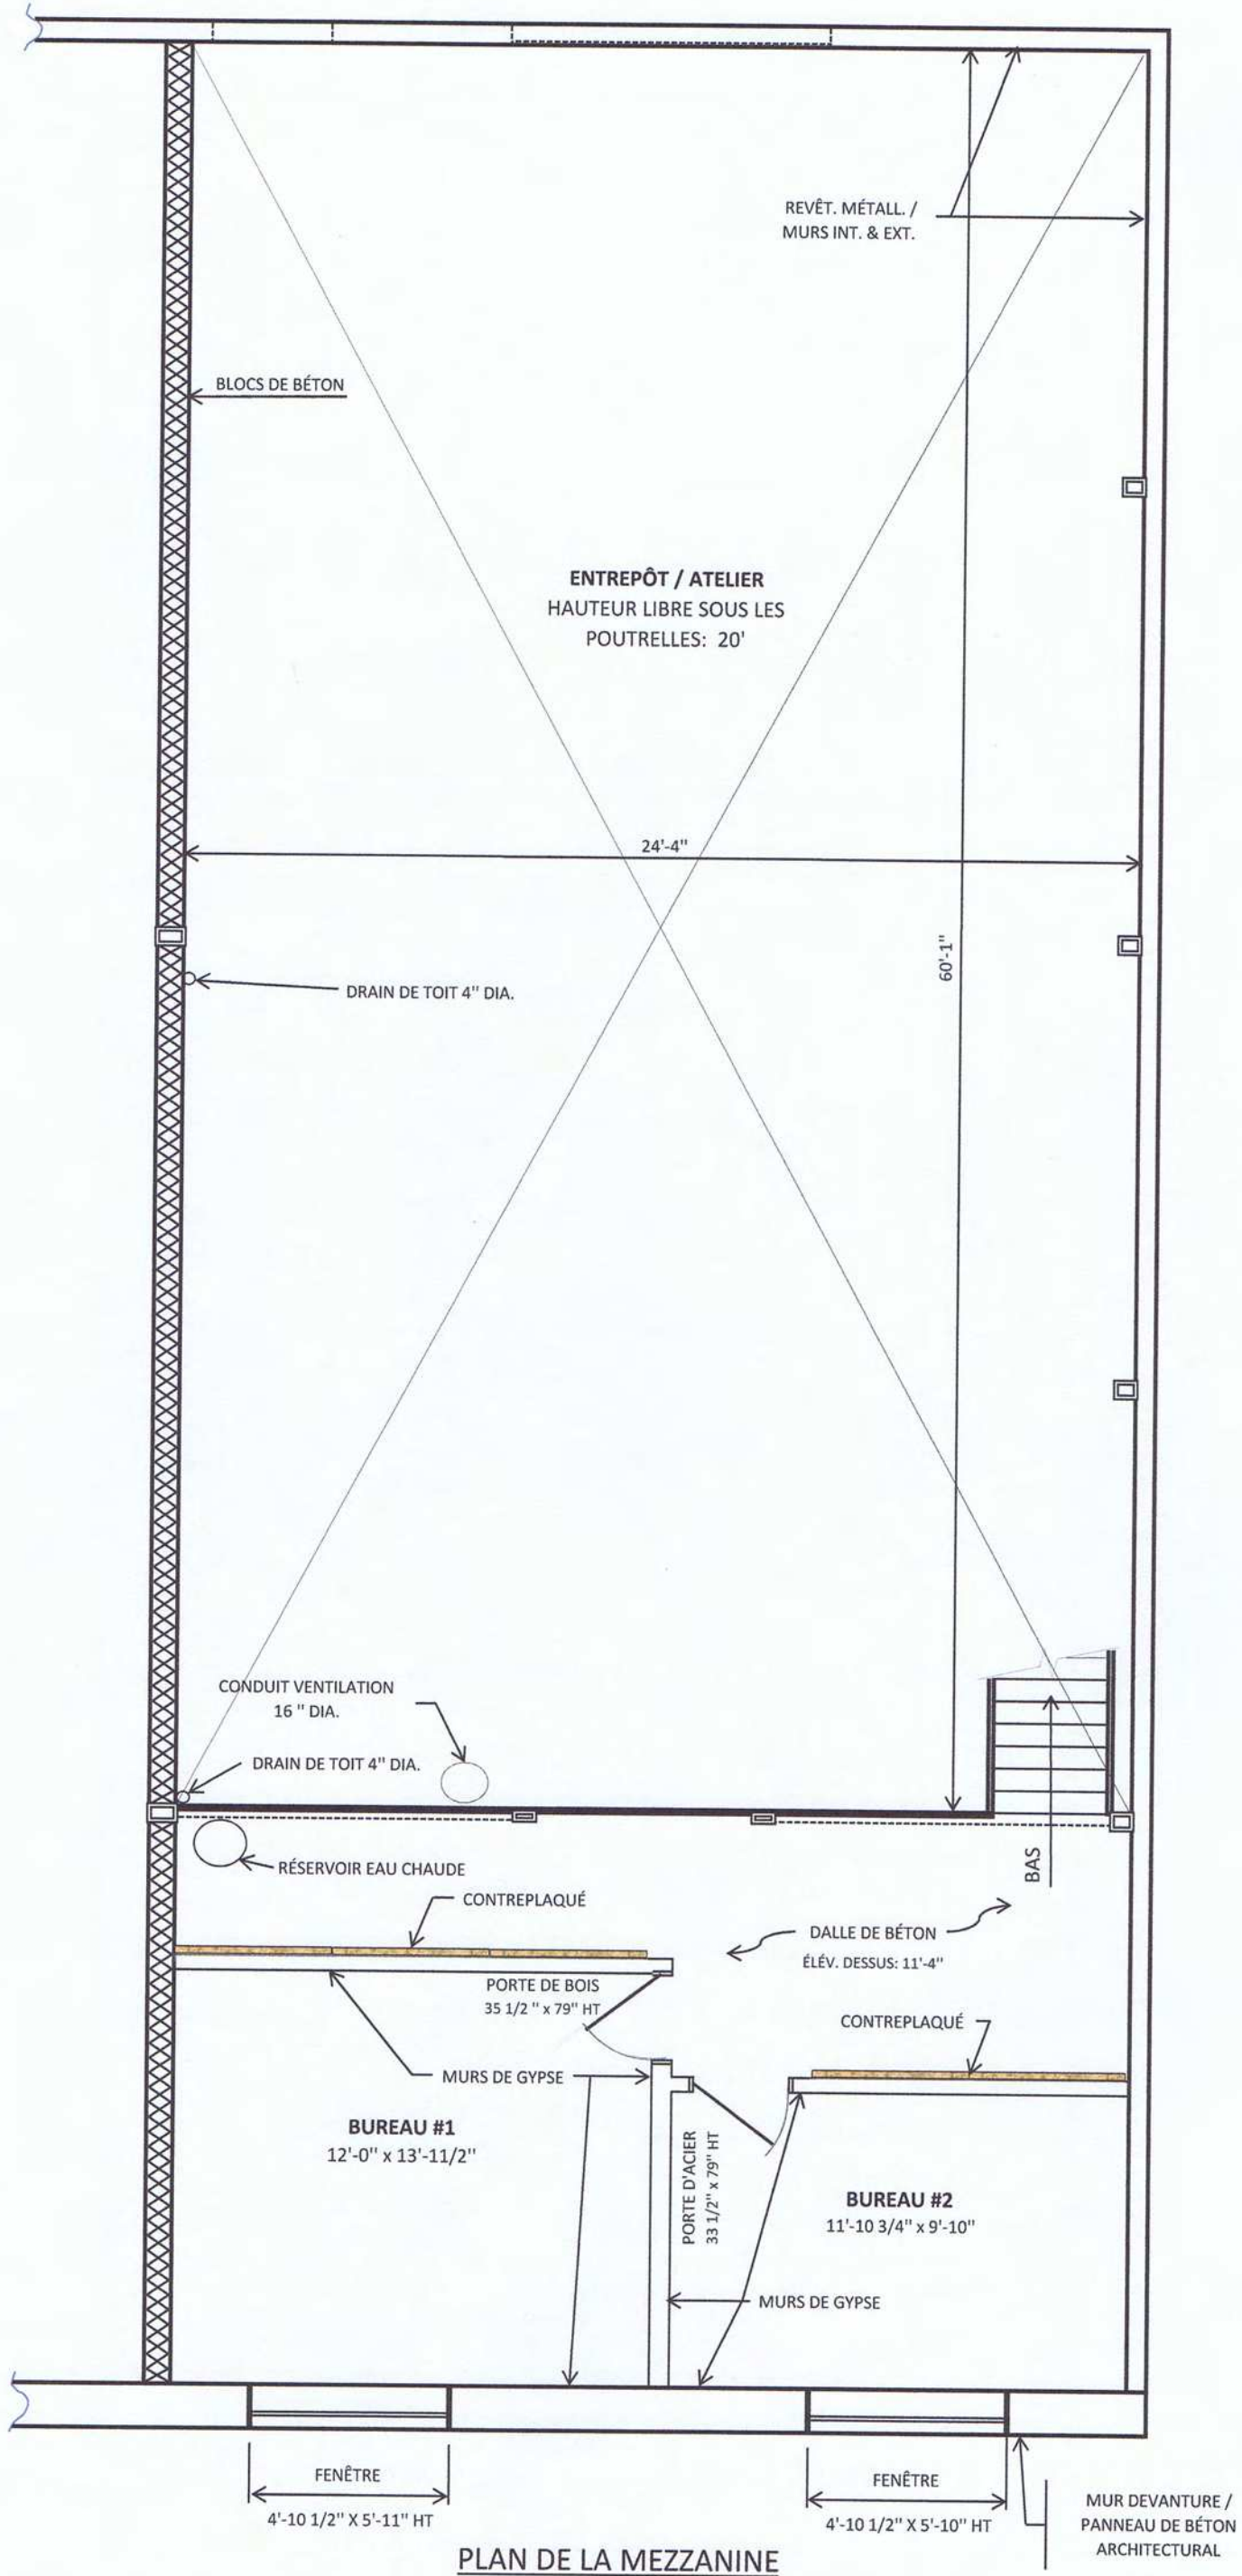 REVÊT. MÉTALL. /
MURS INT. & EXT.
BLOCS DE BÉTON
ENTREPÔT / ATELIER
HAUTEUR LIBRE SOUS LES
POUTRELLES: 20'
24'-4"
60'-1"
DRAIN DE TOIT 4" DIA.
CONDUIT VENTILATION
16 " DIA.
DRAIN DE TOIT 4" DIA.
RÉSERVOIR EAU CHAUDE
BAS
CONTREPLAQUÉ
DALLE DE BÉTON
ÉLÉV. DESSUS: 11'-4"
PORTE DE BOIS
35 1/2 " x 79" HT
CONTREPLAQUÉ
MURS DE GYPSE
BUREAU #1
12'-0" x 13'-11/2"
PORTE D'ACIER
33 1/2" x 79" HT
BUREAU #2
11'-10 3/4" x 9'-10"
MURS DE GYPSE
FENÊTRE
4'-10 1/2" X 5'-11" HT
FENÊTRE
4'-10 1/2" X 5'-10" HT
MUR DEVANTURE /
PANNEAU DE BÉTON
ARCHITECTURAL
PLAN DE LA MEZZANINE